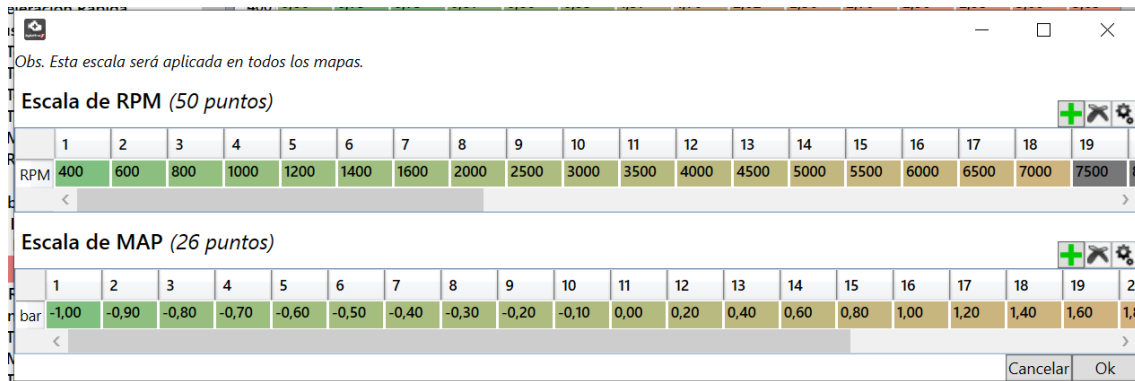 Obs. Esta escala será aplicada en todos los mapas.
Escala de RPM (50 puntos)
1 2 3 4 5 6 7 8 9 10 11 12 13 14 15 16 17 18 19
RPM 400 600 800 1000 1200 1400 1600 2000 2500 3000 3500 4000 4500 5000 5500 6000 6500 7000 7500
Escala de MAP (26 puntos)
1 2 3 4 5 6 7 8 9 10 11 12 13 14 15 16 17 18 19
bar -1,00 -0,90 -0,80 -0,70 -0,60 -0,50 -0,40 -0,30 -0,20 -0,10 0,00 0,20 0,40 0,60 0,80 1,00 1,20 1,40 1,60
Cancelar Ok